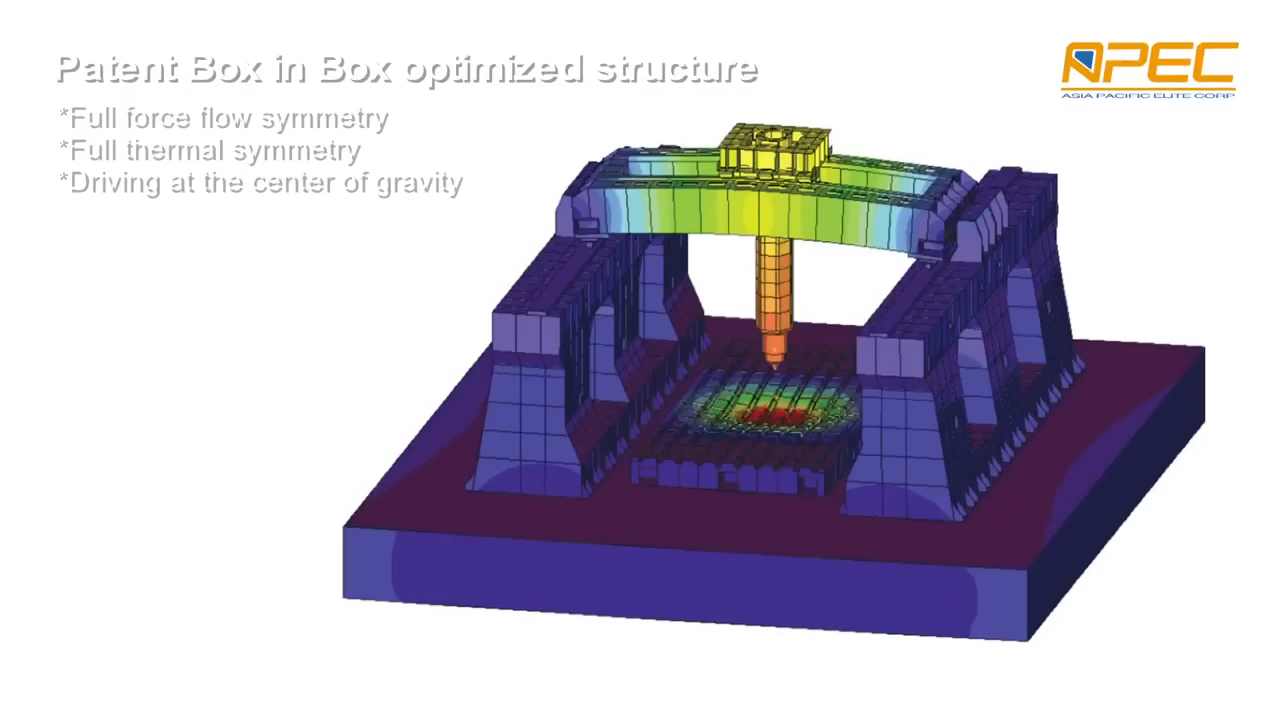 Patent Box in Box optimized structure
*Full force flow symmetry
*Full thermal symmetry
*Driving at the center of gravity
APEC
ASIA PACIFIC ELITE CORP